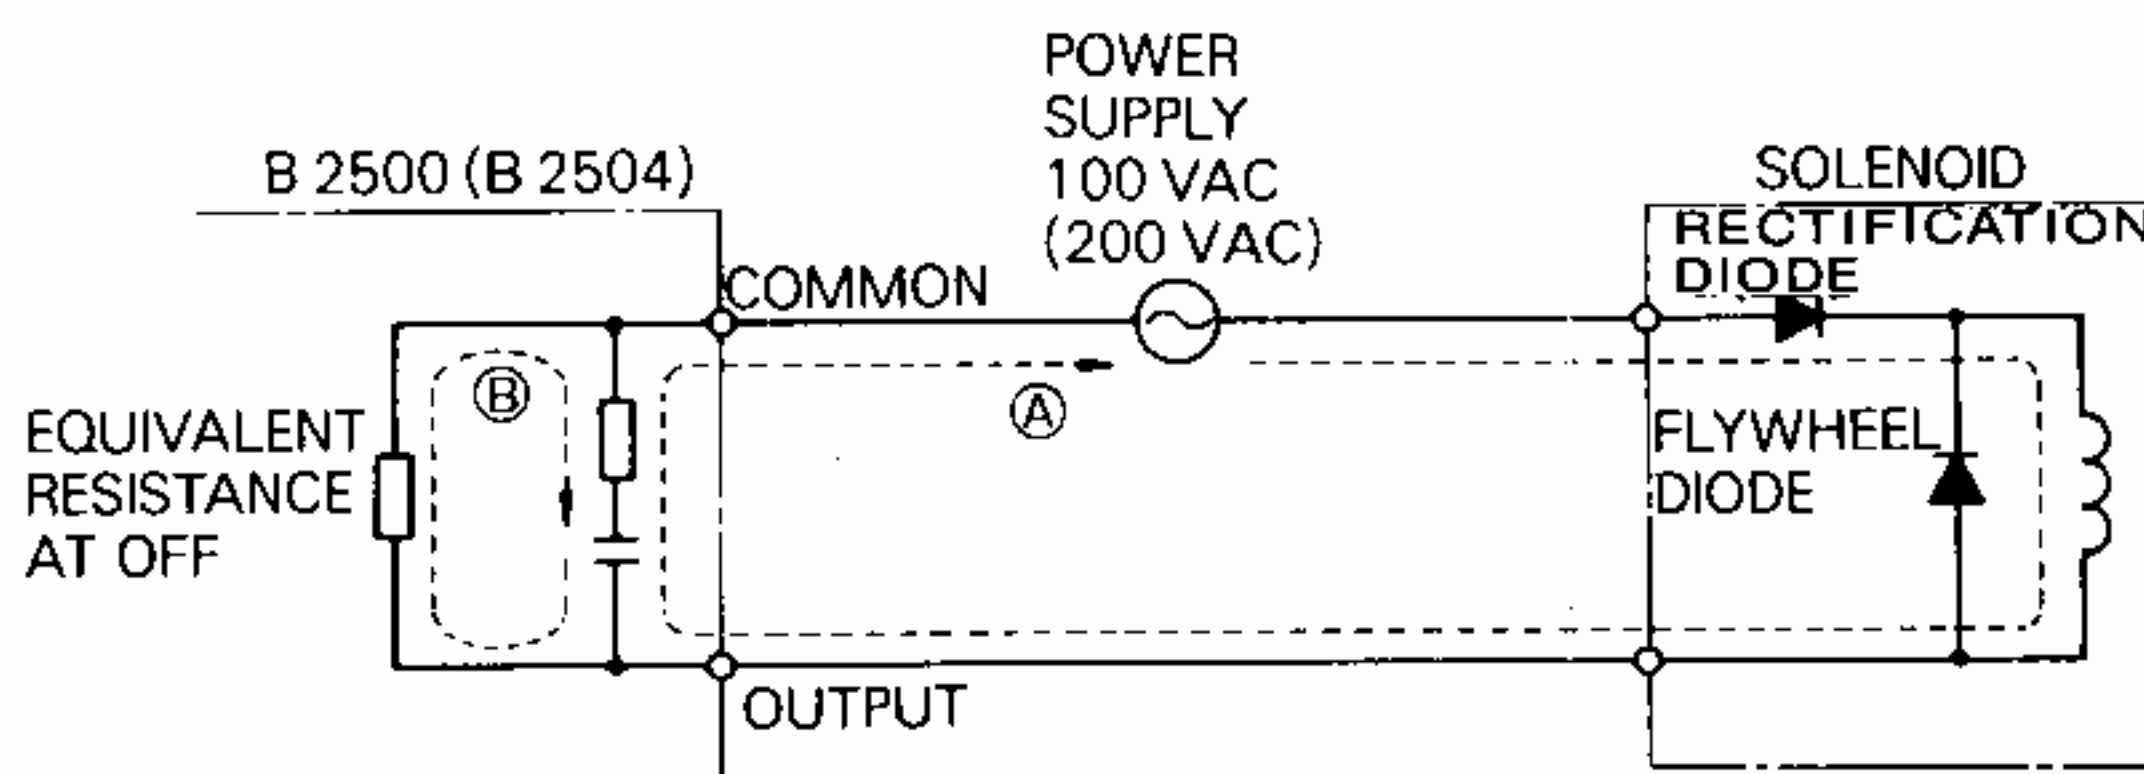 POWER
SUPPLY
100 VAC
(200 VAC)
B 2500 (B 2504)
SOLENOID
RECTIFICATION
DIODE
COMMON
B
A
EQUIVALENT
RESISTANCE
AT OFF
FLYWHEEL
DIODE
OUTPUT